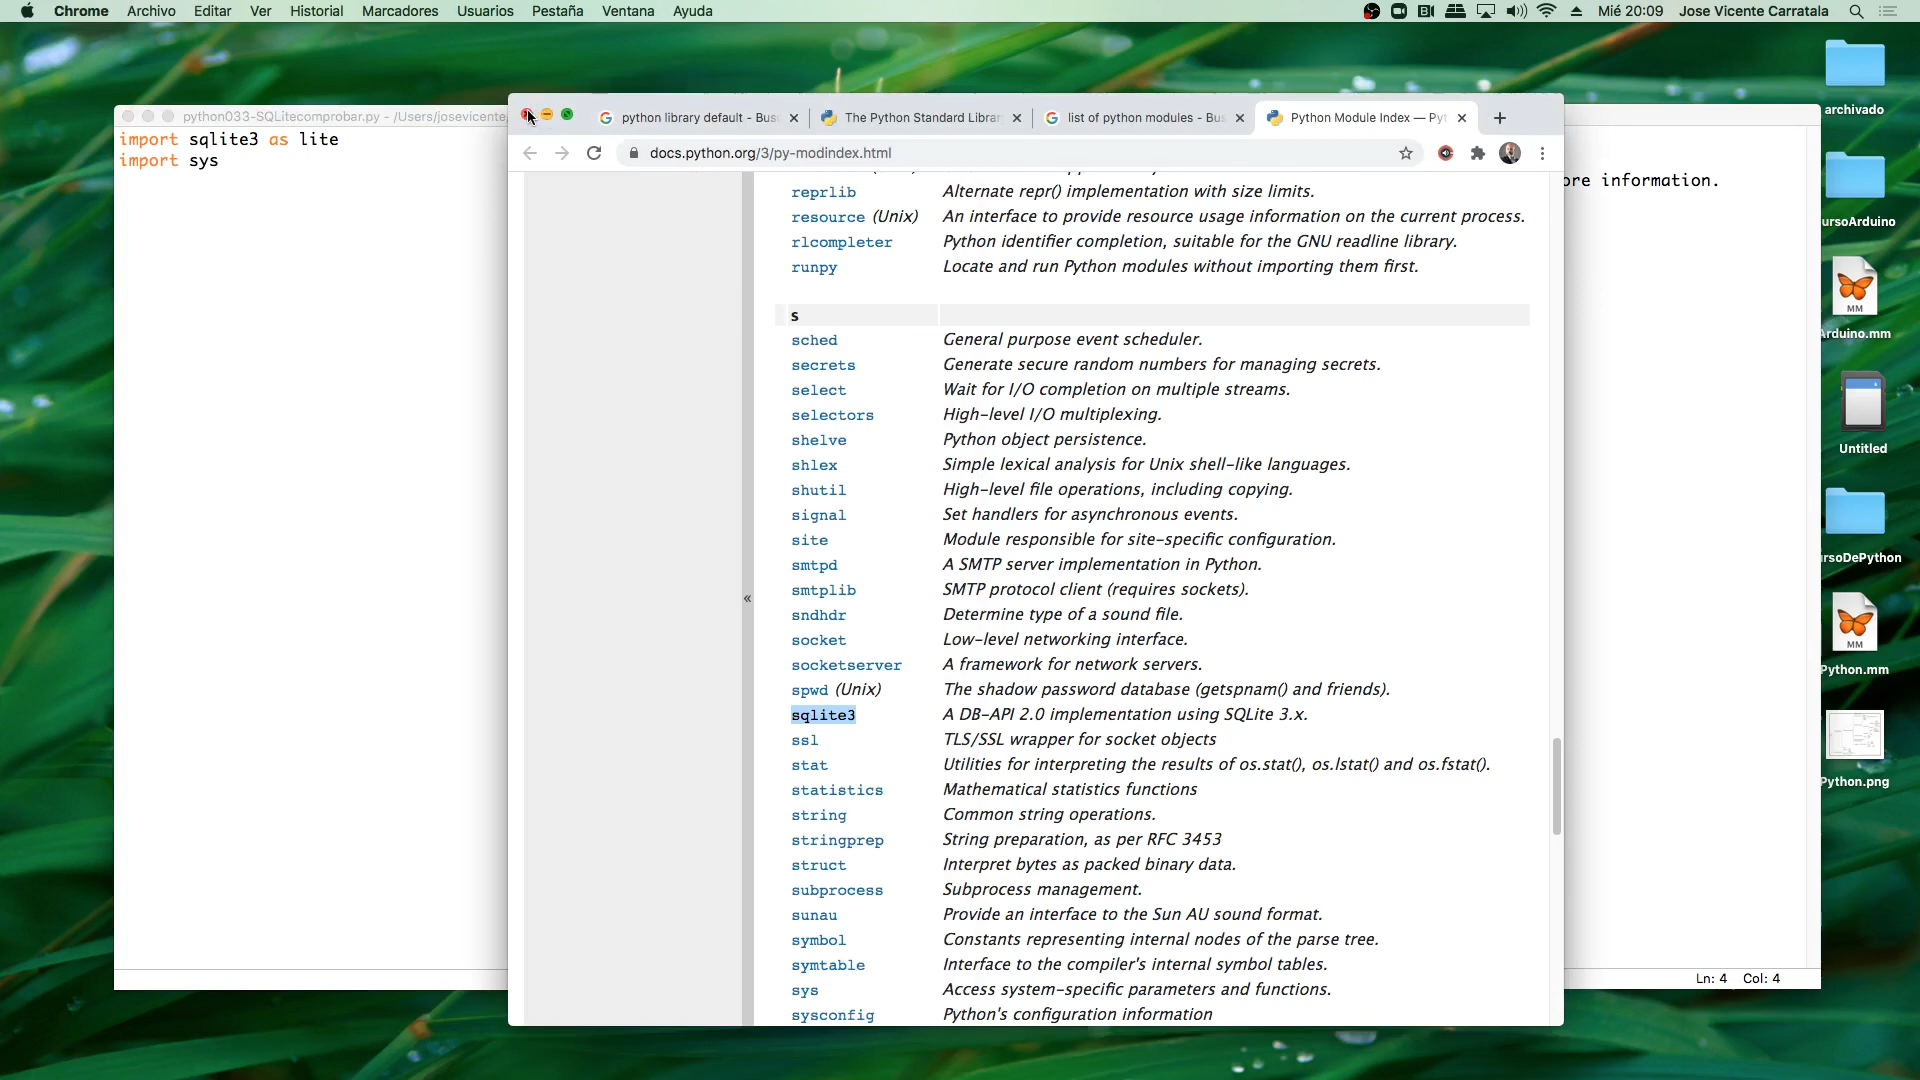 Chrome Archivo Editar Ver Historial Marcadores Usuarios Pestaña Ventana Ayuda Mié 20:09 Jose Vicente Carratala
python033-SQLitecomprobar.py - /Users/josevicente
import sqlite3 as lite
import sys
python library default - Bus
The Python Standard Librar
list of python modules - Bus
Python Module Index — Pyt
docs.python.org/3/py-modindex.html
reprlib Alternate repr() implementation with size limits.
resource (Unix) An interface to provide resource usage information on the current process.
rlcompleter Python identifier completion, suitable for the GNU readline library.
runpy Locate and run Python modules without importing them first.
s
sched General purpose event scheduler.
secrets Generate secure random numbers for managing secrets.
select Wait for I/O completion on multiple streams.
selectors High-level I/O multiplexing.
shelve Python object persistence.
shlex Simple lexical analysis for Unix shell-like languages.
shutil High-level file operations, including copying.
signal Set handlers for asynchronous events.
site Module responsible for site-specific configuration.
smtpd A SMTP server implementation in Python.
smtplib SMTP protocol client (requires sockets).
sndhdr Determine type of a sound file.
socket Low-level networking interface.
socketserver A framework for network servers.
spwd (Unix) The shadow password database (getspnam() and friends).
sqlite3 A DB-API 2.0 implementation using SQLite 3.x.
ssl TLS/SSL wrapper for socket objects
stat Utilities for interpreting the results of os.stat(), os.lstat() and os.fstat().
statistics Mathematical statistics functions
string Common string operations.
stringprep String preparation, as per RFC 3453
struct Interpret bytes as packed binary data.
subprocess Subprocess management.
sunau Provide an interface to the Sun AU sound format.
symbol Constants representing internal nodes of the parse tree.
symtable Interface to the compiler's internal symbol tables.
sys Access system-specific parameters and functions.
sysconfig Python's configuration information
«
ore information.
Ln: 4 Col: 4
archivado
ursoArduino
MM
Arduino.mm
Untitled
rsoDePython
MM
Python.mm
Python.png